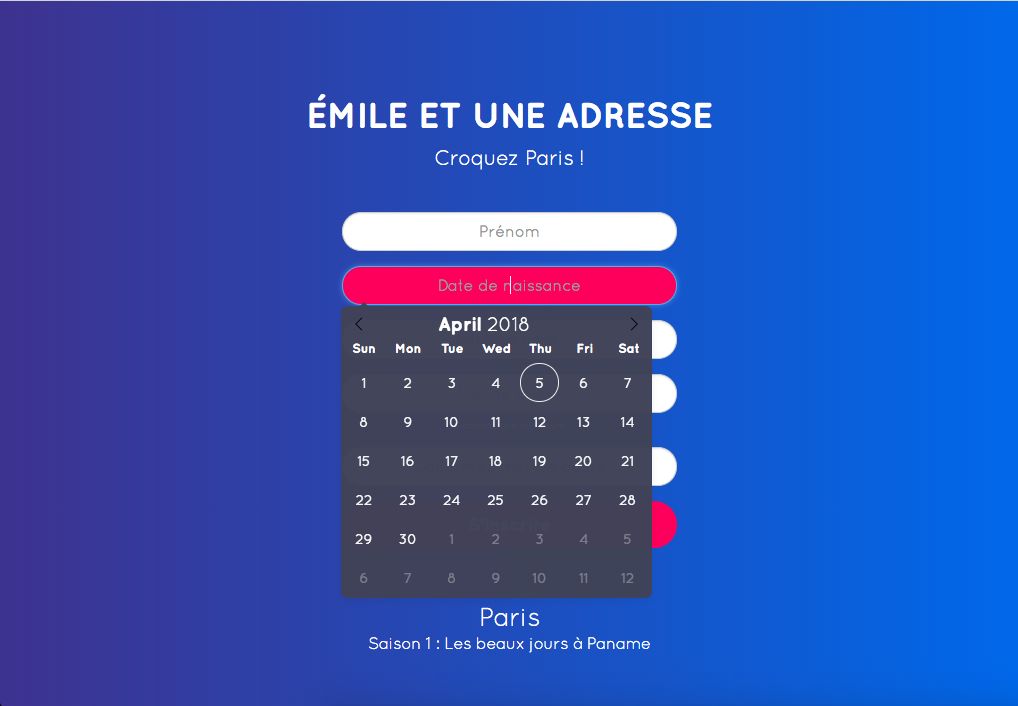 ÉMILE ET UNE ADRESSE
Croquez Paris !
Prénom
Date de naissance
April 2018
Sun Mon Tue Wed Thu Fri Sat
1 2 3 4 5 6 7
8 9 10 11 12 13 14
15 16 17 18 19 20 21
22 23 24 25 26 27 28
29 30 1 2 3 4 5
6 7 8 9 10 11 12
Paris
Saison 1 : Les beaux jours à Paname